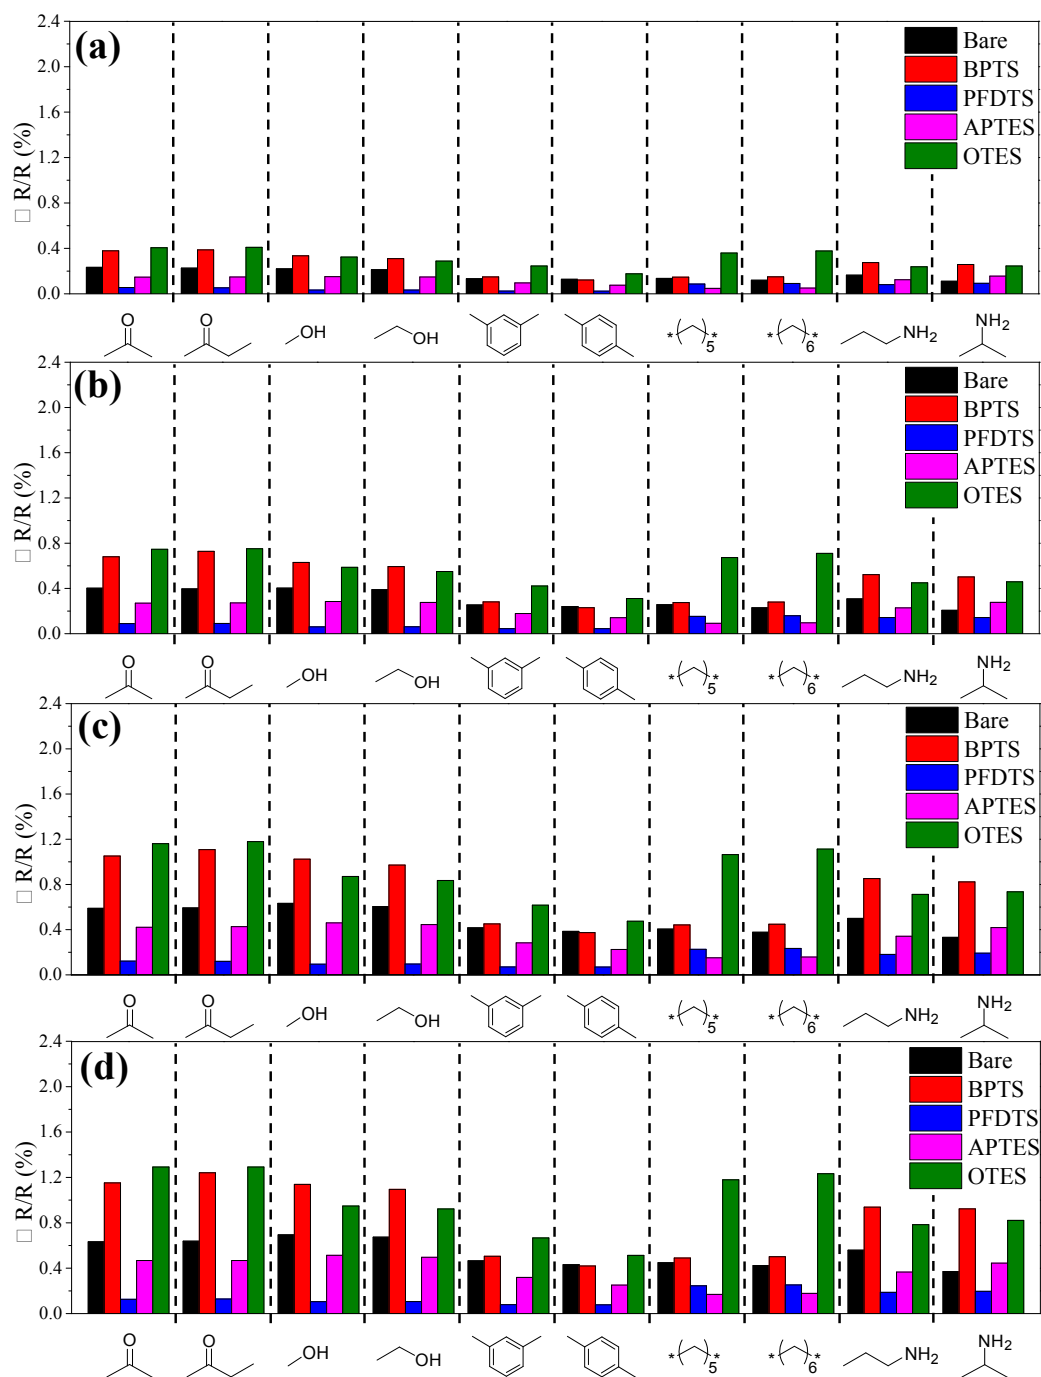 (a)
2.4
2.0
1.6
1.2
0.8
0.4
0.0
□ R/R (%)
Bare
BPTS
PFDTS
APTES
OTES
O
O
OH
OH
*( )5*
*( )6*
NH2
NH2
(b)
2.4
2.0
1.6
1.2
0.8
0.4
0.0
□ R/R (%)
Bare
BPTS
PFDTS
APTES
OTES
O
O
OH
OH
*( )5*
*( )6*
NH2
NH2
(c)
2.4
2.0
1.6
1.2
0.8
0.4
0.0
□ R/R (%)
Bare
BPTS
PFDTS
APTES
OTES
O
O
OH
OH
*( )5*
*( )6*
NH2
NH2
(d)
2.4
2.0
1.6
1.2
0.8
0.4
0.0
□ R/R (%)
Bare
BPTS
PFDTS
APTES
OTES
O
O
OH
OH
*( )5*
*( )6*
NH2
NH2